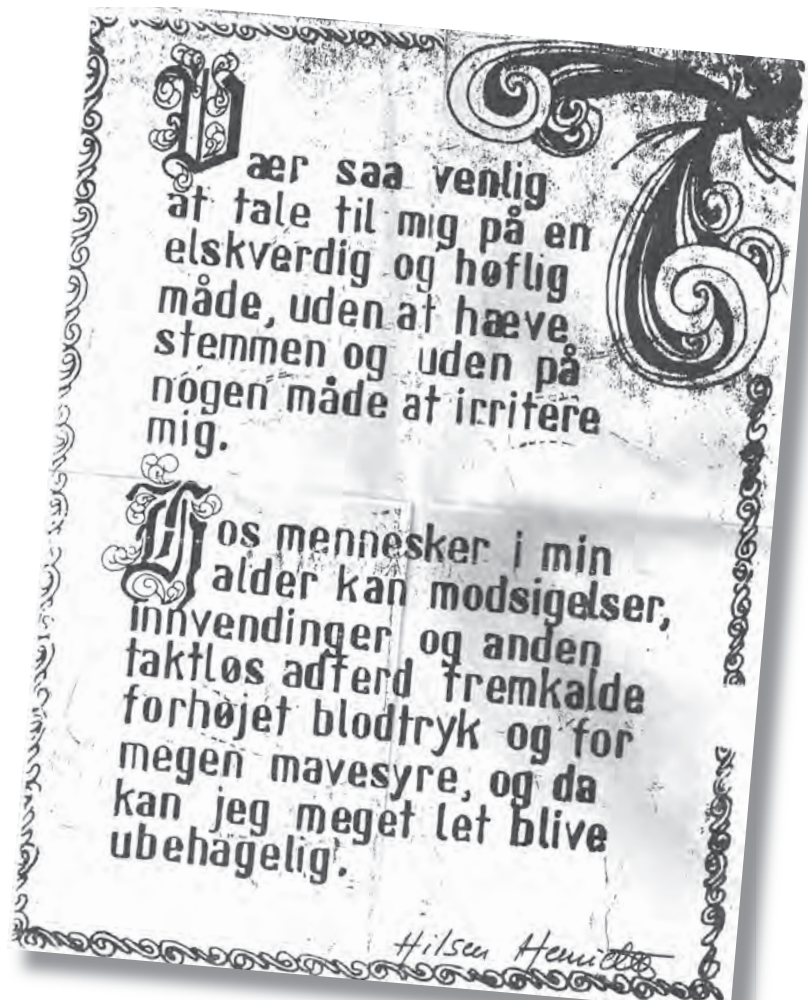 Vær saa venlig
at tale til mig på en
elskverdig og høflig
måde, uden at hæve
stemmen og uden på
nogen måde at irritere
mig.
Hos mennesker i min
alder kan modsigelser,
innvendinger og anden
taktløs adferd fremkalde
forhøjet blodtryk og for
megen mavesyre, og da
kan jeg meget let blive
ubehagelig.
Hilsen